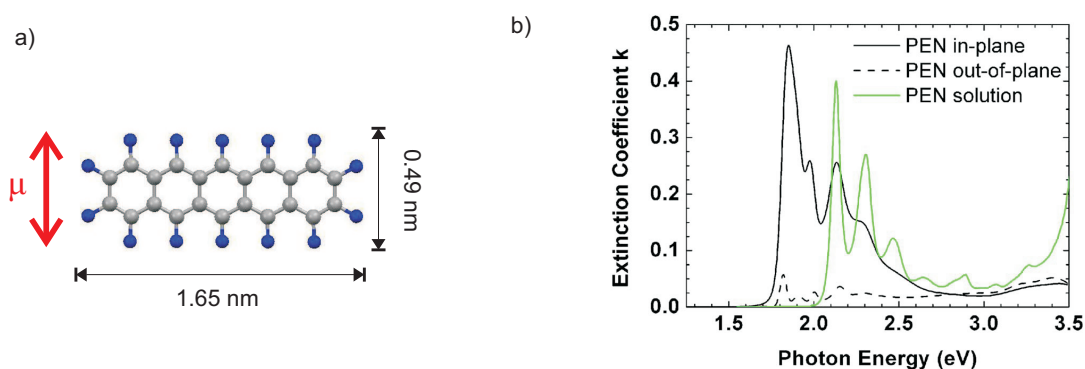 a)
μ
0.49 nm
1.65 nm
b)
Extinction Coefficient k
0.5
0.4
0.3
0.2
0.1
0.0
PEN in-plane
PEN out-of-plane
PEN solution
1.5
2.0
2.5
3.0
3.5
Photon Energy (eV)